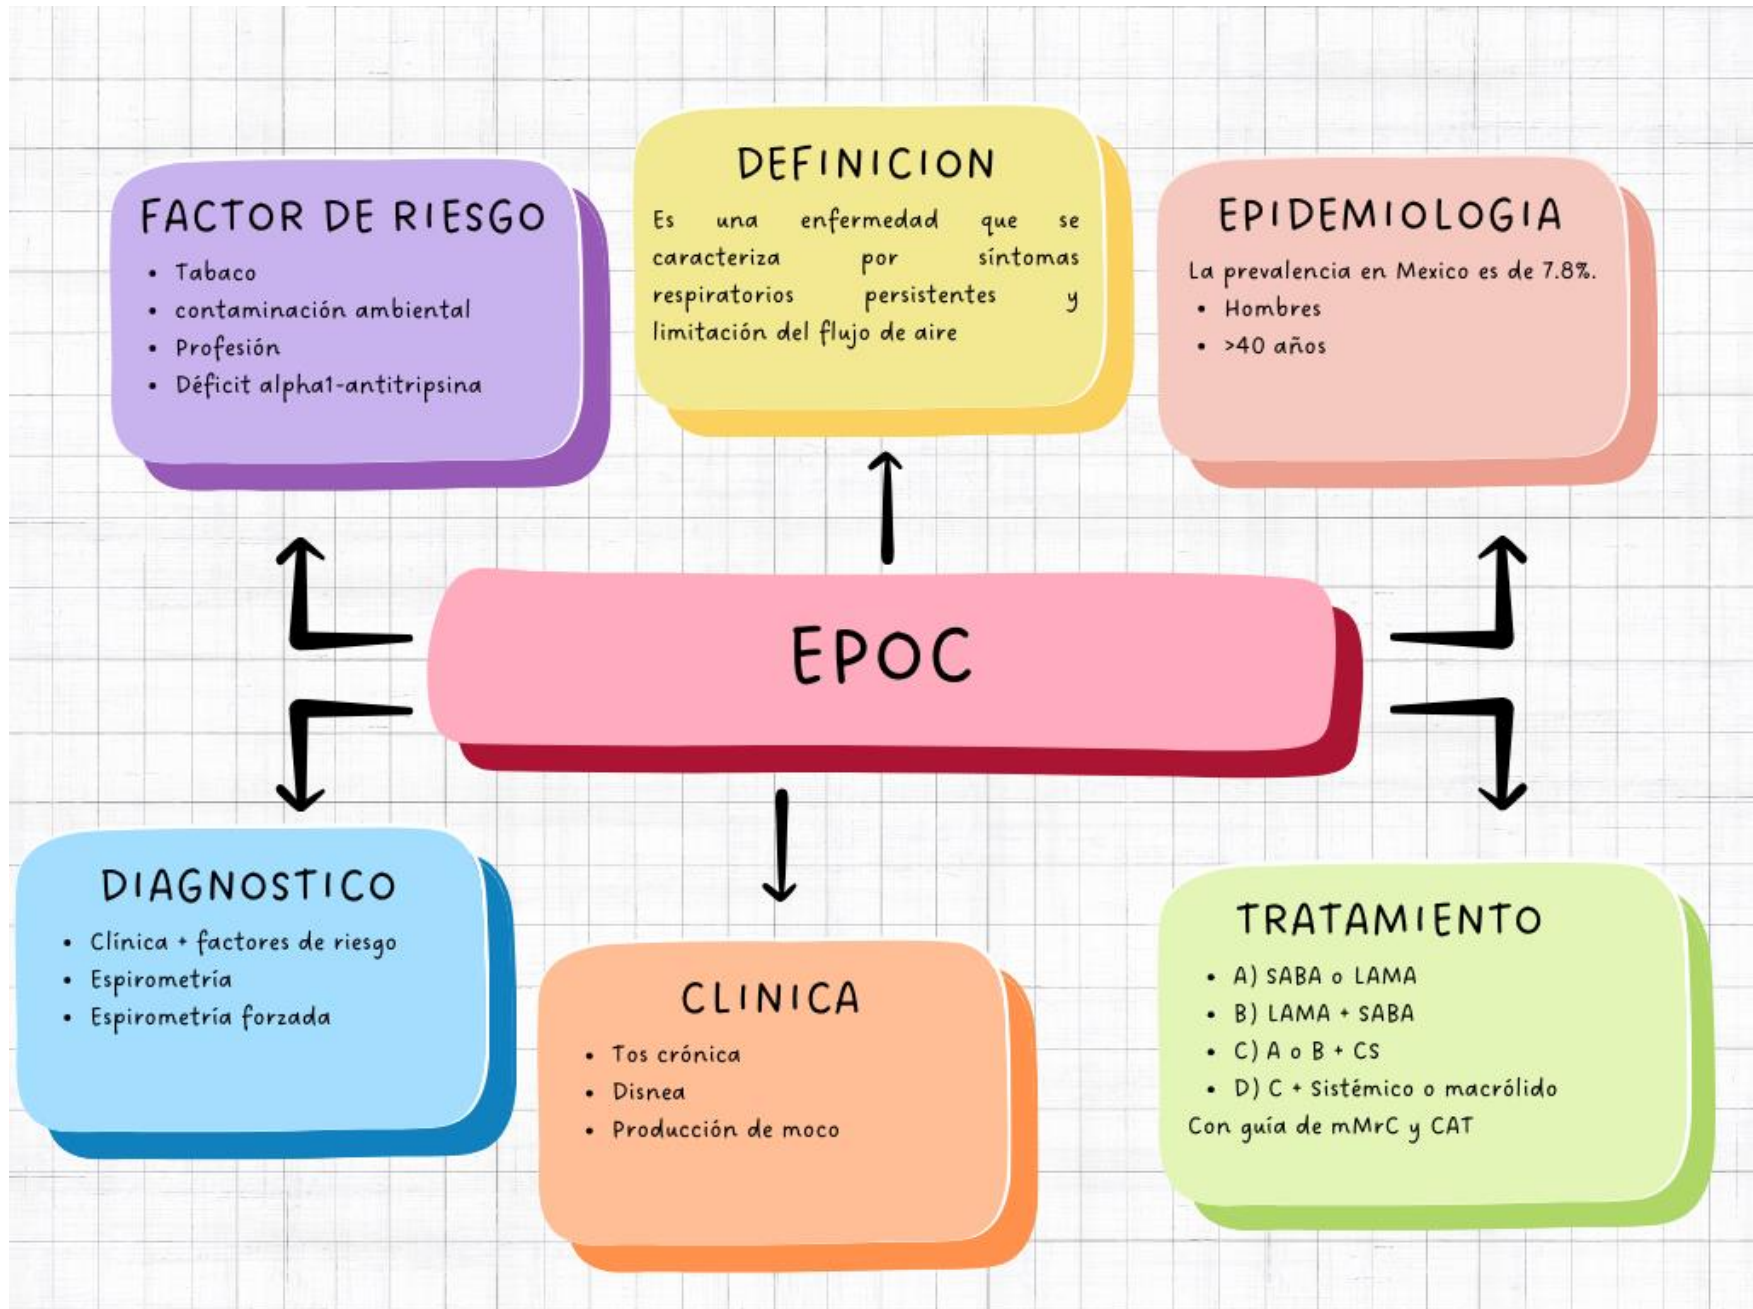 FACTOR DE RIESGO
• Tabaco
• contaminación ambiental
• Profesión
• Déficit alpha1-antitripsina
DEFINICION
Es una enfermedad que se
caracteriza por síntomas
respiratorios persistentes y
limitación del flujo de aire
EPIDEMIOLOGIA
La prevalencia en Mexico es de 7.8%.
• Hombres
• >40 años
EPOC
DIAGNOSTICO
• Clínica + factores de riesgo
• Espirometría
• Espirometría forzada
CLINICA
• Tos crónica
• Disnea
• Producción de moco
TRATAMIENTO
• A) SABA o LAMA
• B) LAMA + SABA
• C) A o B + CS
• D) C + Sistémico o macrólido
Con guía de mMrC y CAT